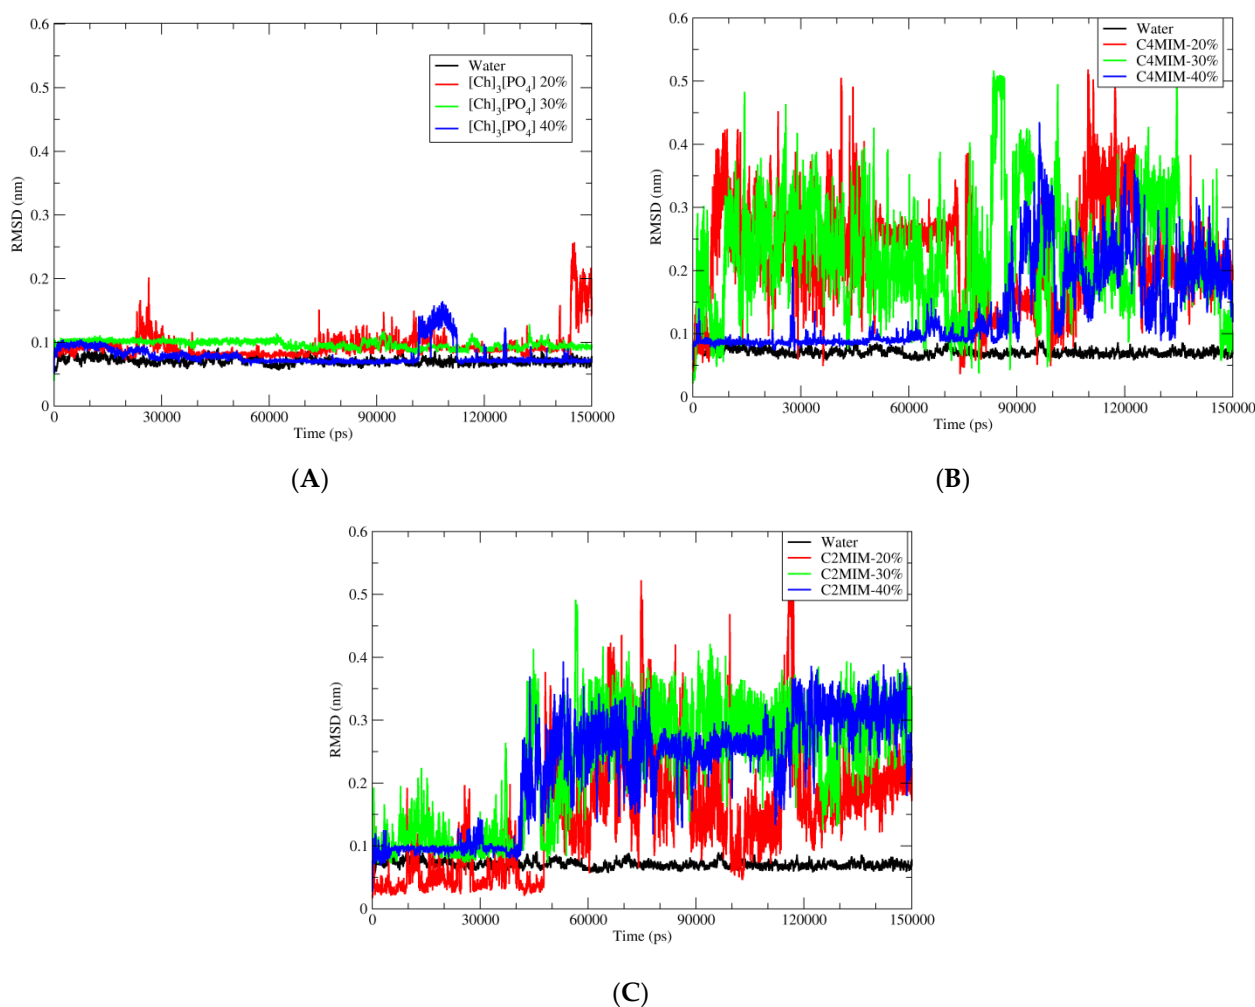 0.6
0.5
0.4
0.3
0.2
0.1
0
RMSD (nm)
Water
[Ch]3[PO4] 20%
[Ch]3[PO4] 30%
[Ch]3[PO4] 40%
0 30000 60000 90000 120000 150000
Time (ps)
(A)
0.6
0.5
0.4
0.3
0.2
0.1
0
RMSD (nm)
Water
C4MIM-20%
C4MIM-30%
C4MIM-40%
0 30000 60000 90000 120000 150000
Time (ps)
(B)
0.6
0.5
0.4
0.3
0.2
0.1
0
RMSD (nm)
Water
C2MIM-20%
C2MIM-30%
C2MIM-40%
0 30000 60000 90000 120000 150000
Time (ps)
(C)